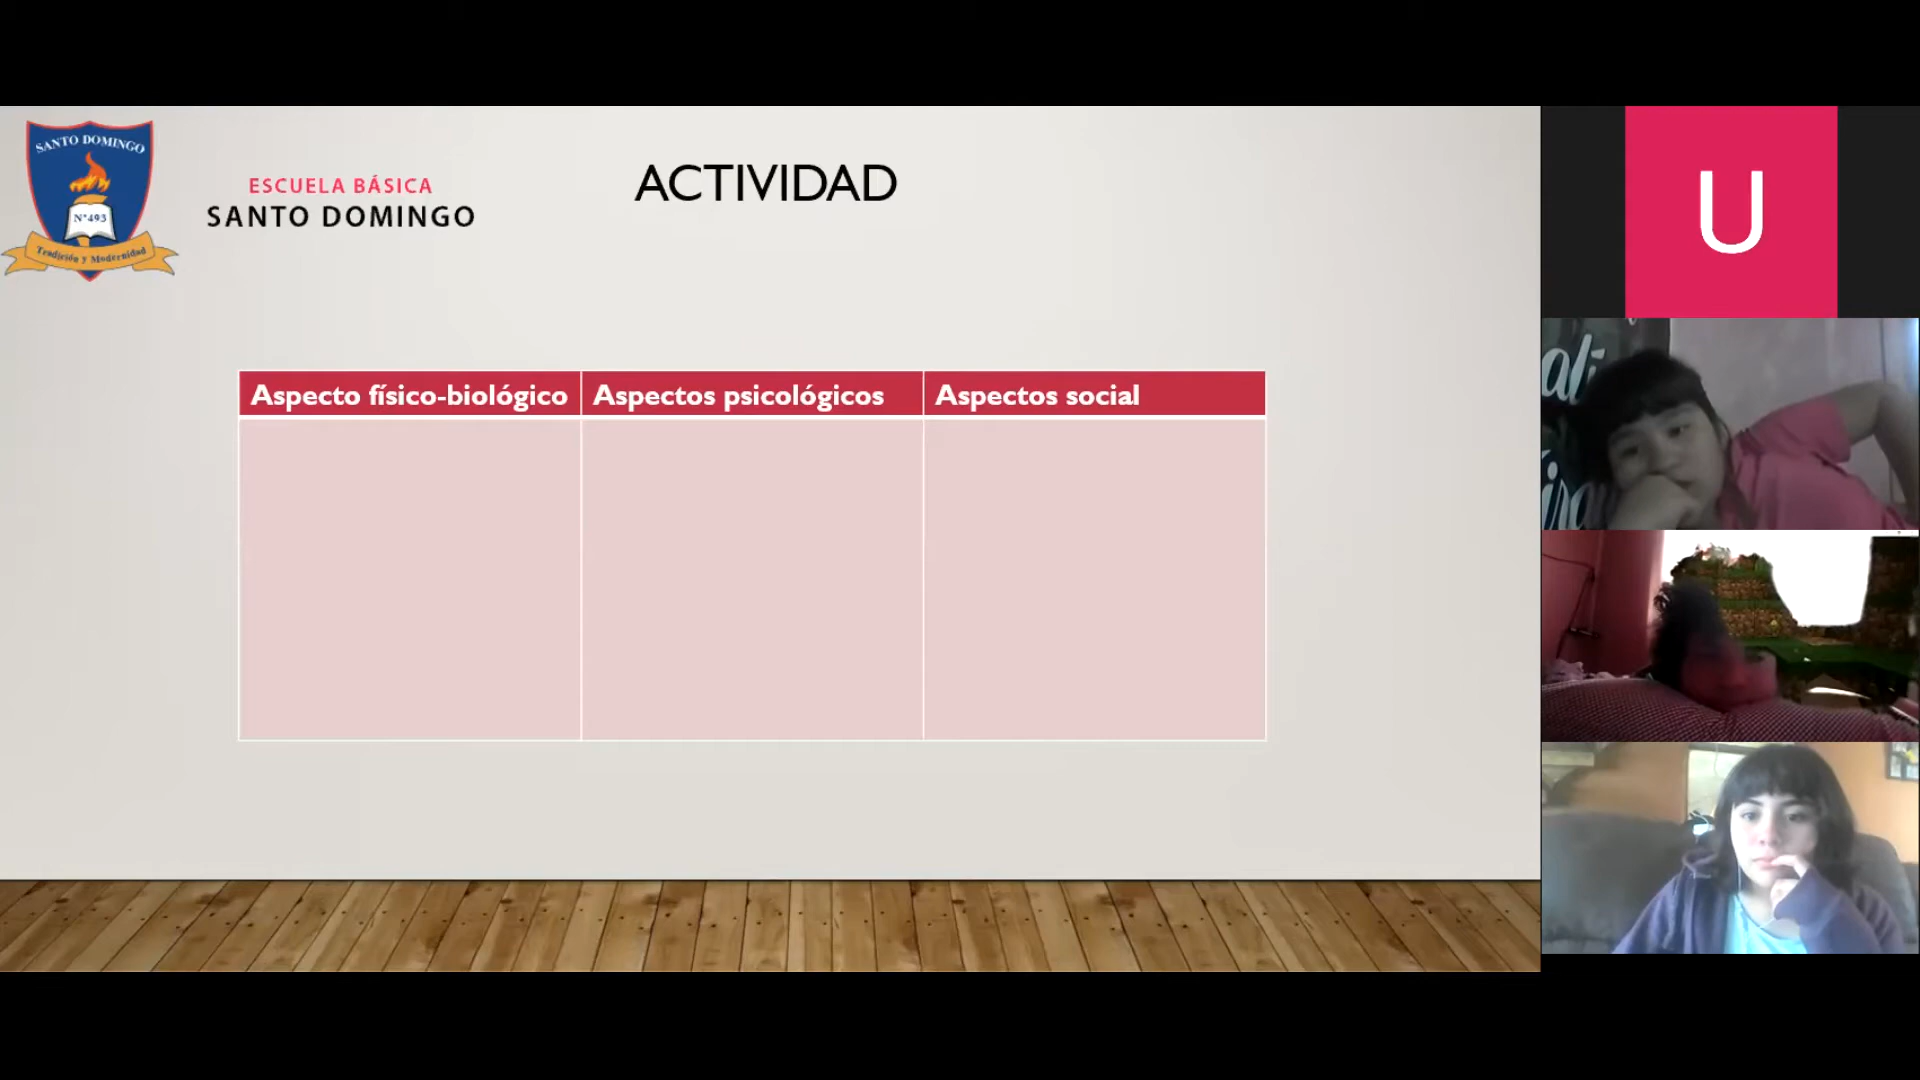 SANTO DOMINGO
N°493
Tradición y Modernidad
ESCUELA BÁSICA
SANTO DOMINGO
ACTIVIDAD
Aspecto físico-biológico
Aspectos psicológicos
Aspectos social
U